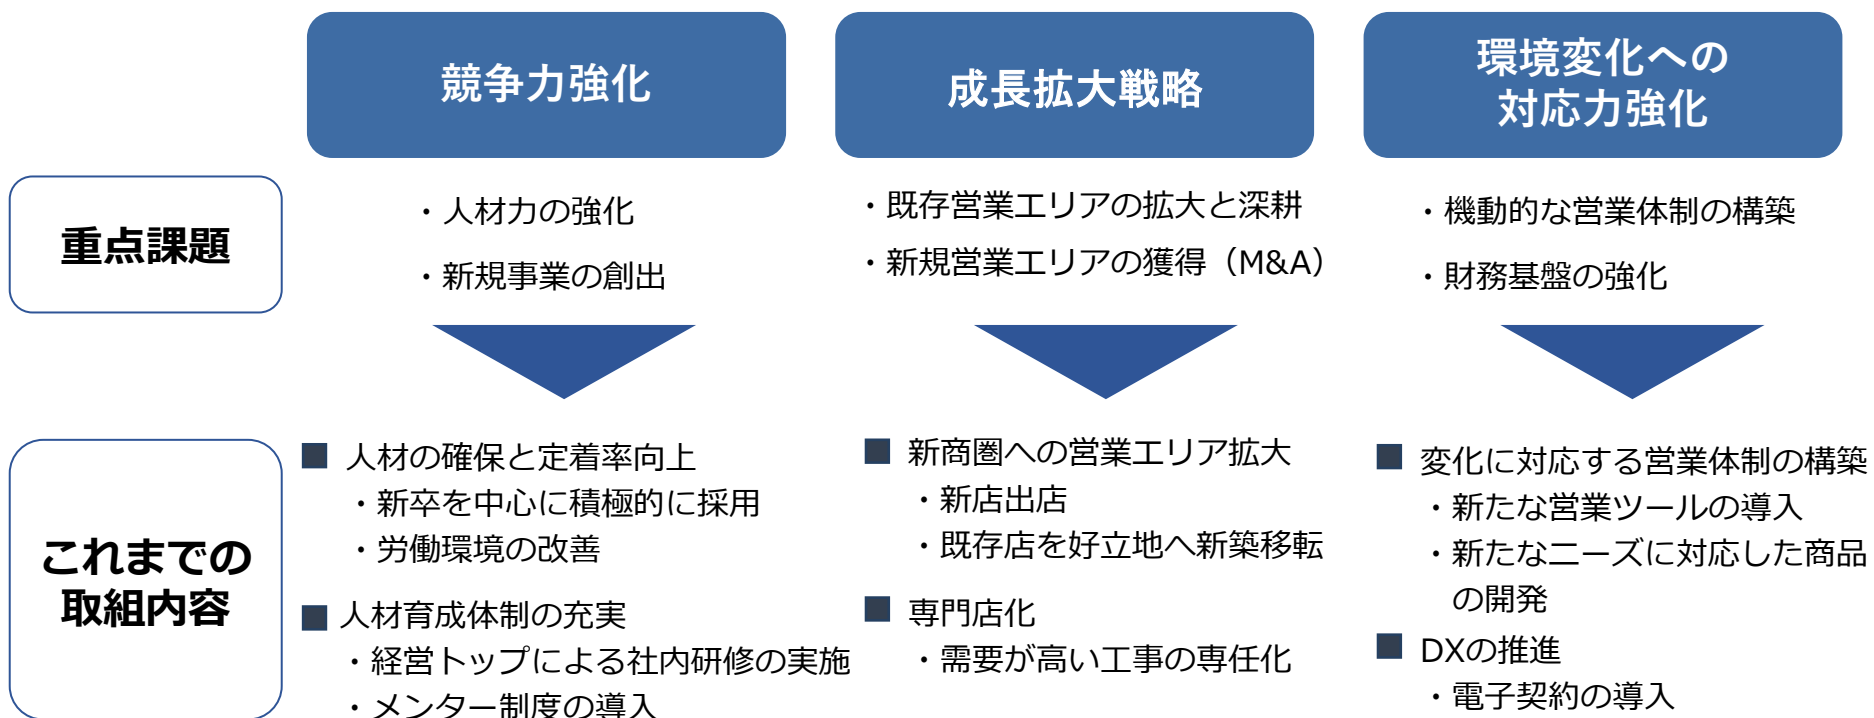 競争力強化
成長拡大戦略
環境変化への
対応力強化
重点課題
・人材力の強化
・新規事業の創出
・既存営業エリアの拡大と深耕
・新規営業エリアの獲得（M&A）
・機動的な営業体制の構築
・財務基盤の強化
これまでの
取組内容
■ 人材の確保と定着率向上
・新卒を中心に積極的に採用
・労働環境の改善
■ 人材育成体制の充実
・経営トップによる社内研修の実施
・メンター制度の導入
■ 新商圏への営業エリア拡大
・新店出店
・既存店を好立地へ新築移転
■ 専門店化
・需要が高い工事の専任化
■ 変化に対応する営業体制の構築
・新たな営業ツールの導入
・新たなニーズに対応した商品
の開発
■ DXの推進
・電子契約の導入